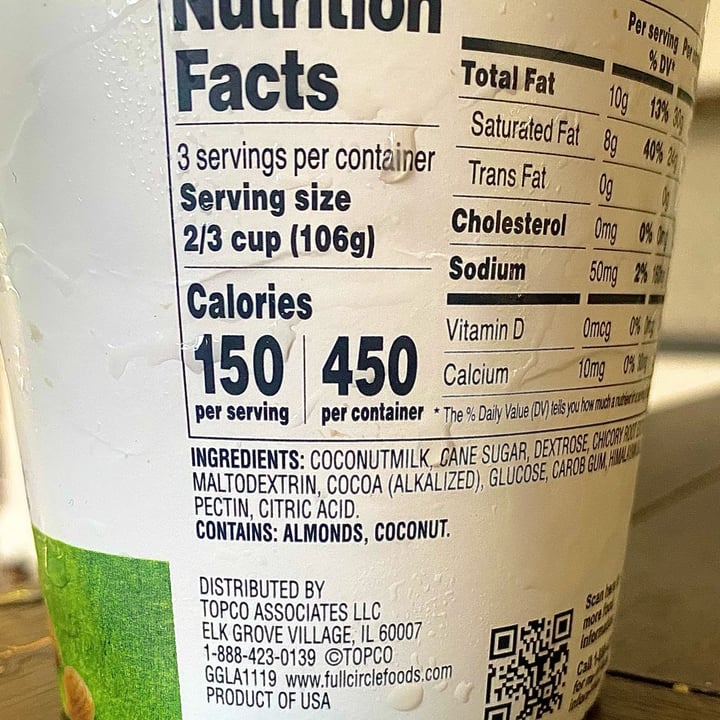 Nutrition
Facts
3 servings per container
Serving size
2/3 cup (106g)
Calories
150 450
per serving per container
Per serving
% DV*
Total Fat 10g 13%
Saturated Fat 8g 40%
Trans Fat 0g 0g
Cholesterol 0mg 0%
Sodium 50mg 2%
Vitamin D 0mcg 0%
Calcium 10mg 0%
* The % Daily Value (DV) tells you how much a
INGREDIENTS: COCONUTMILK, CANE SUGAR, DEXTROSE, CHICORY ROOT
MALTODEXTRIN, COCOA (ALKALIZED), GLUCOSE, CAROB GUM,
PECTIN, CITRIC ACID.
CONTAINS: ALMONDS, COCONUT.
DISTRIBUTED BY
TOPCO ASSOCIATES LLC
ELK GROVE VILLAGE, IL 60007
1-888-423-0139 ©TOPCO
GGLA1119 www.fullcirclefoods.com
PRODUCT OF USA
Scan
more
Call